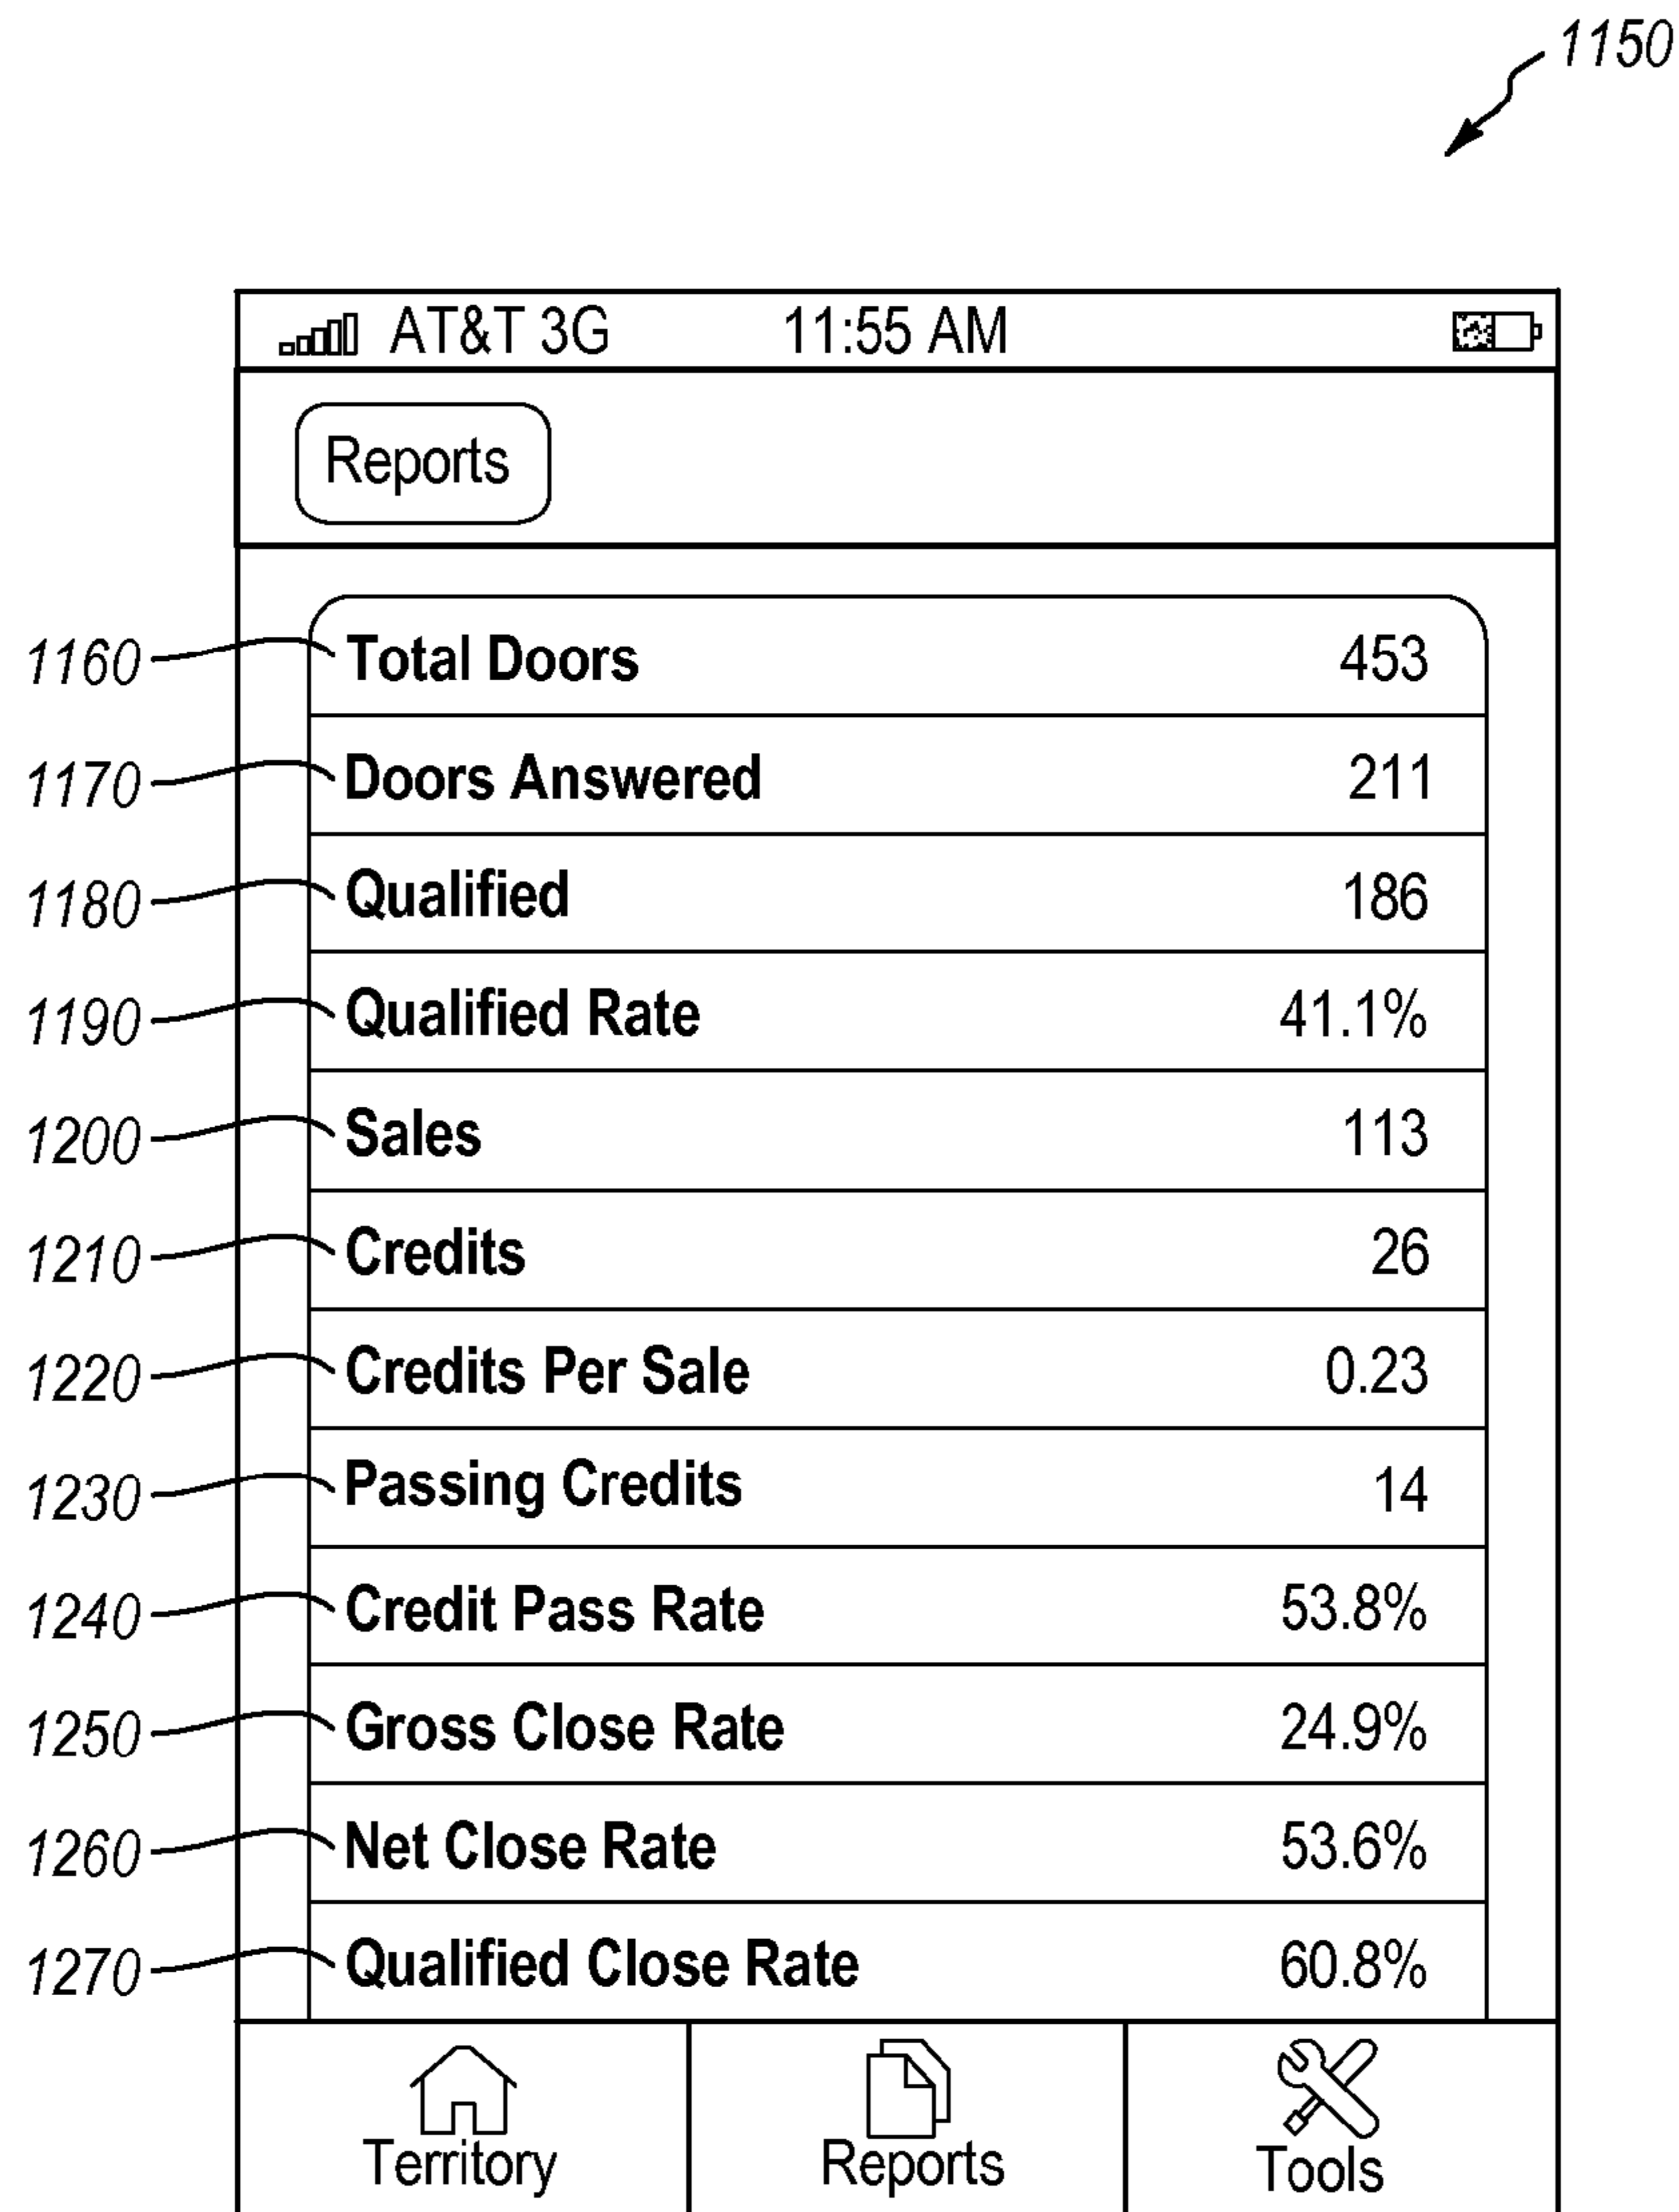 1150
AT&T 3G 11:55 AM
Reports
1160 Total Doors 453
1170 Doors Answered 211
1180 Qualified 186
1190 Qualified Rate 41.1%
1200 Sales 113
1210 Credits 26
1220 Credits Per Sale 0.23
1230 Passing Credits 14
1240 Credit Pass Rate 53.8%
1250 Gross Close Rate 24.9%
1260 Net Close Rate 53.6%
1270 Qualified Close Rate 60.8%
Territory Reports Tools